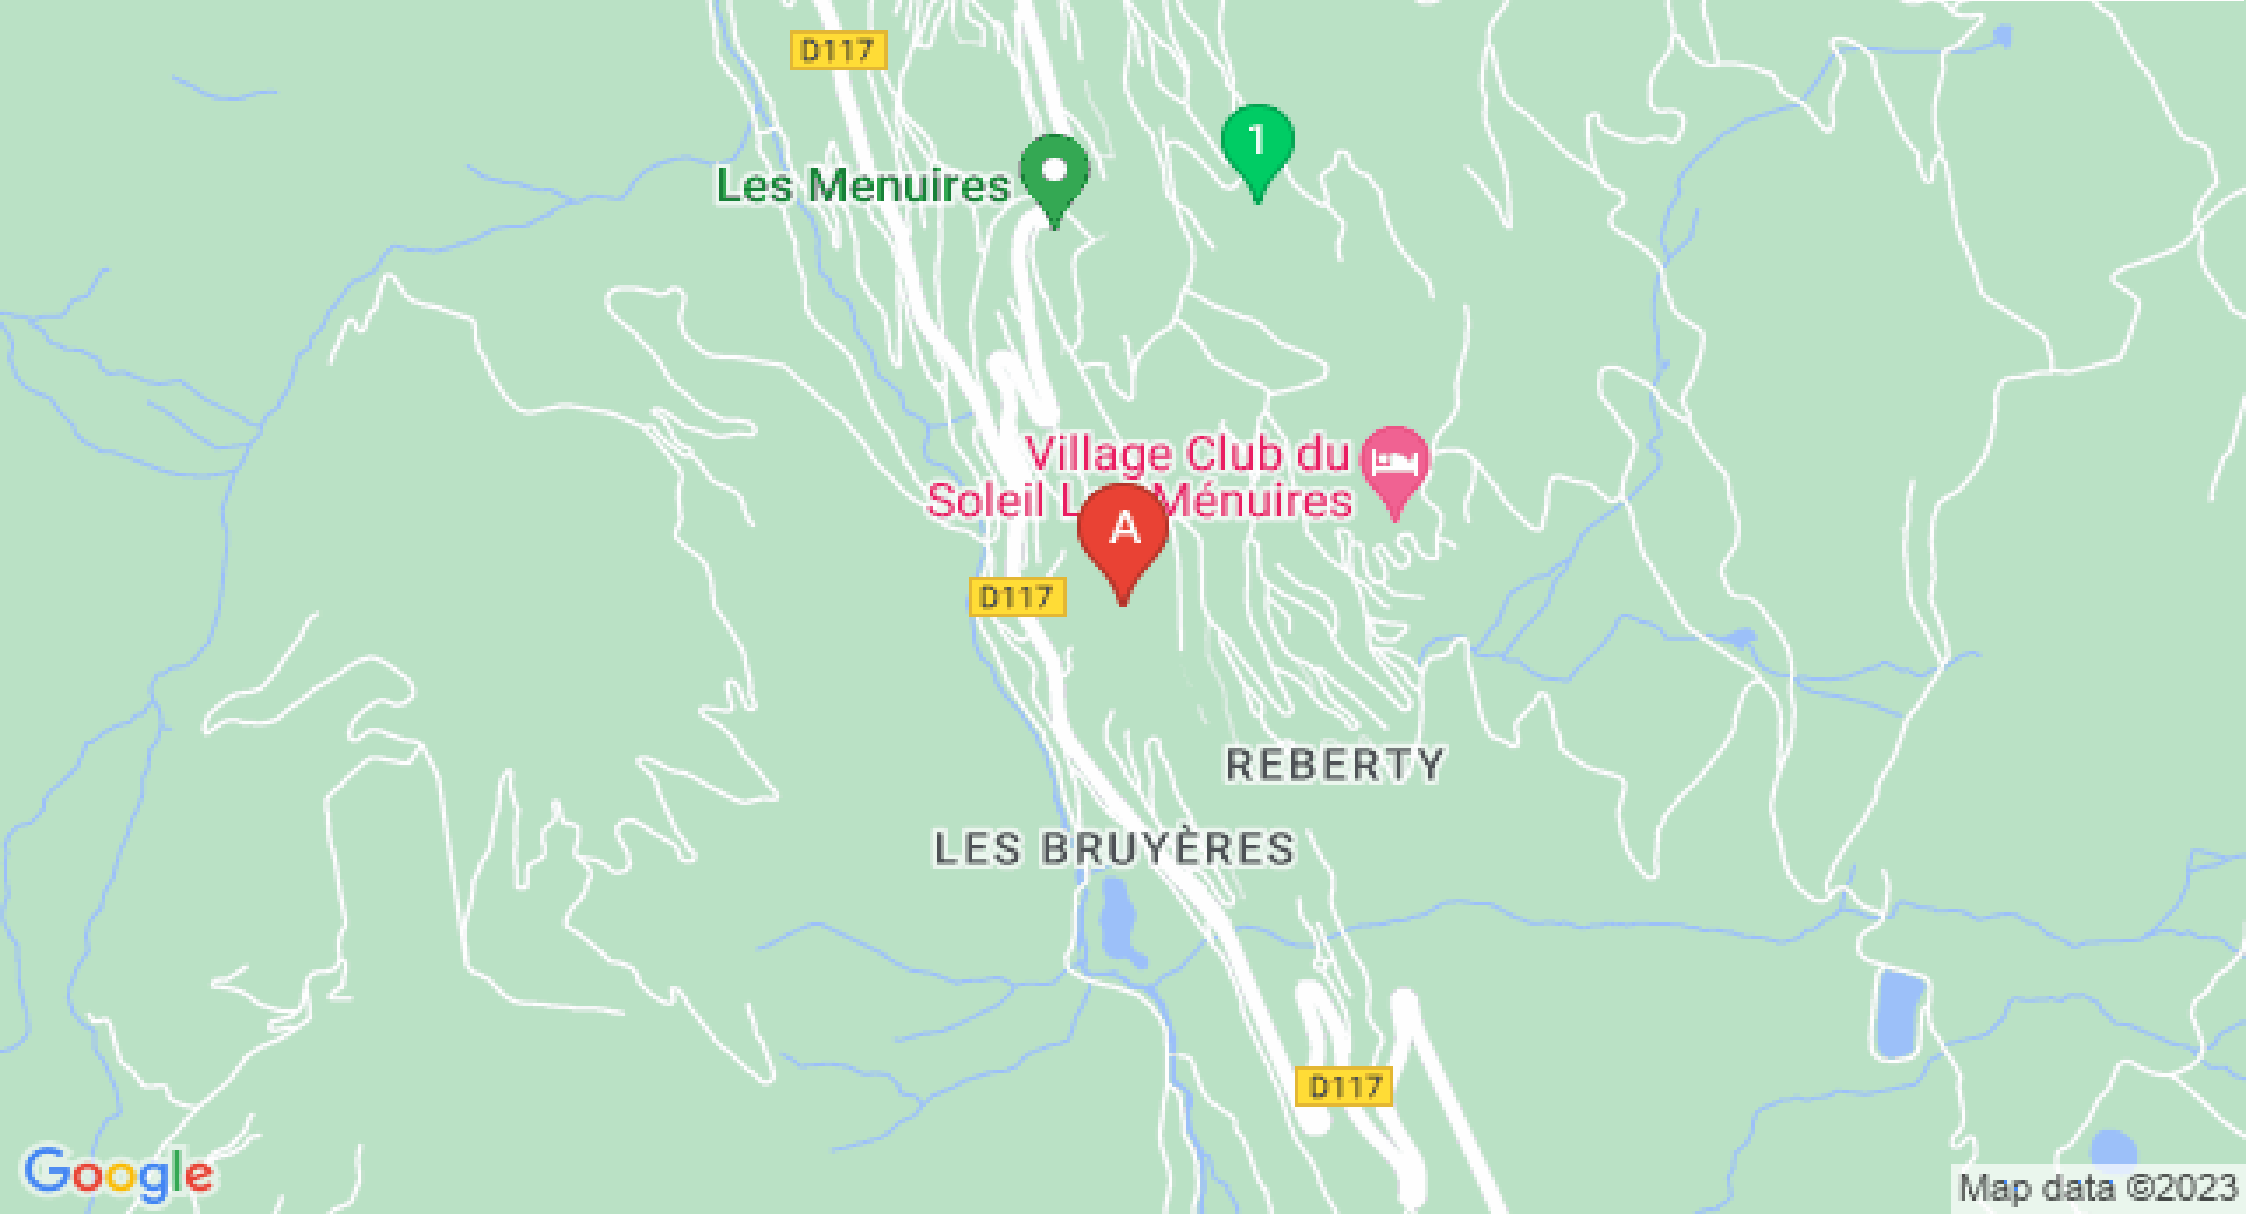 D117
1
Les Menuires
Village Club du
Soleil L Ménuires
A
D117
REBERTY
LES BRUYÈRES
D117
Google
Map data ©2023